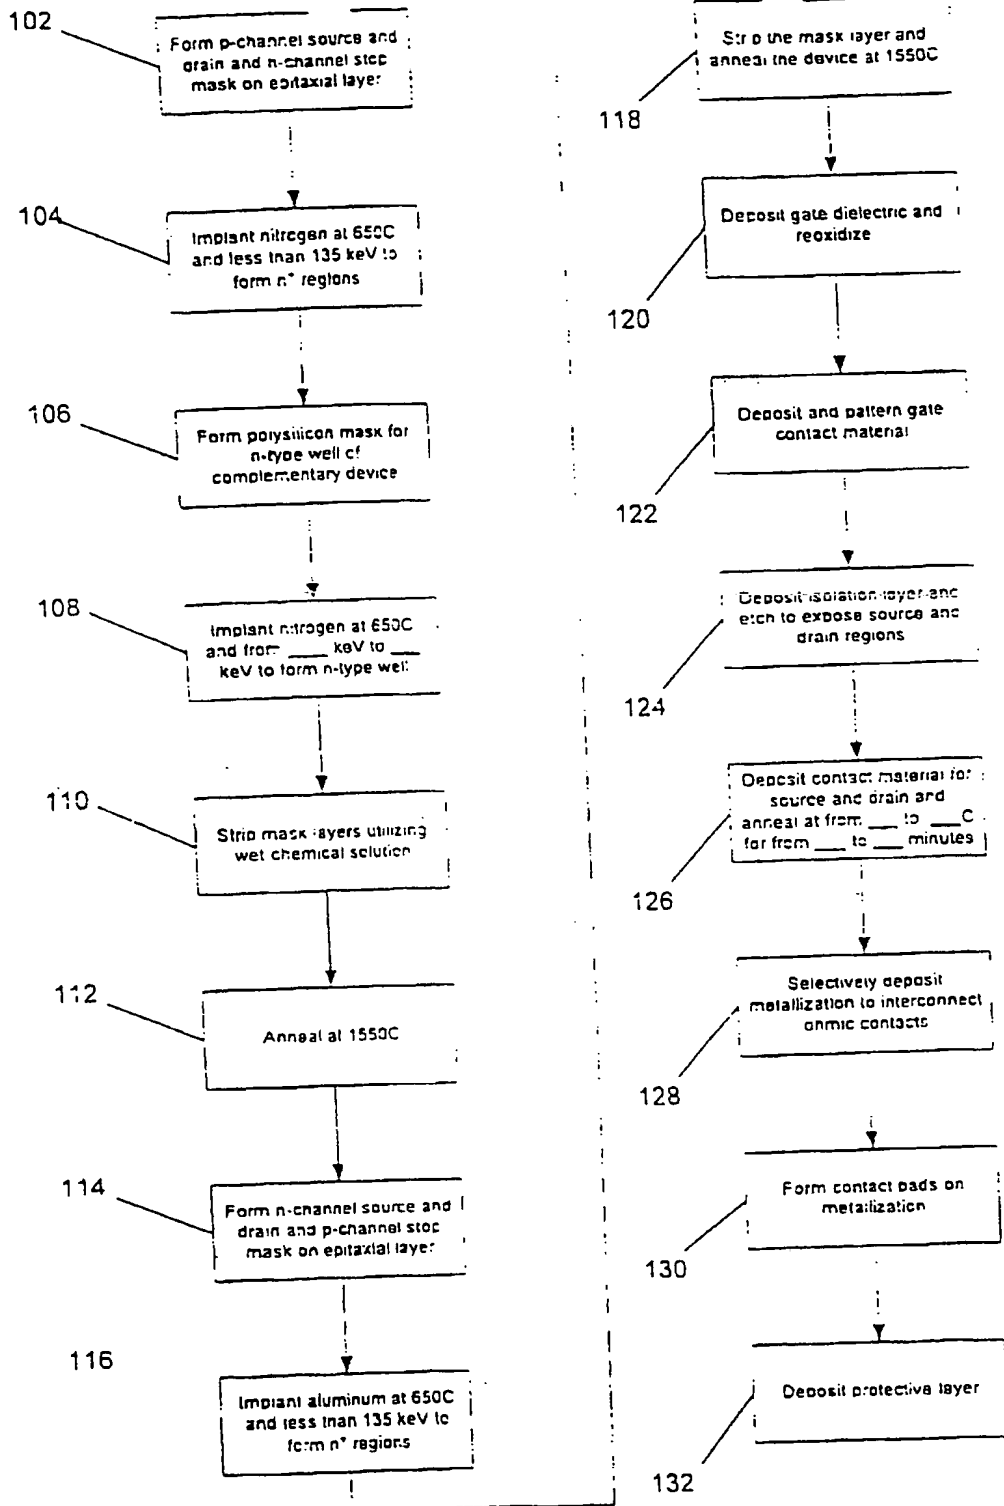 102
Form p-channel source and
drain and n-channel stop
mask on epitaxial layer
104
Implant nitrogen at 650C
and less than 135 keV to
form n+ regions
106
Form polysilicon mask for
n-type well of
complementary device
108
Implant nitrogen at 650C
and from ___ keV to ___
keV to form n-type well
110
Strip mask layers utilizing
wet chemical solution
112
Anneal at 1550C
114
Form n-channel source and
drain and p-channel stop
mask on epitaxial layer
116
Implant aluminum at 650C
and less than 135 keV to
form n+ regions
Strip the mask layer and
anneal the device at 1550C
118
Deposit gate dielectric and
reoxidize
120
Deposit and pattern gate
contact material
122
Deposit isolation layer and
etch to expose source and
drain regions
124
Deposit contact material for
source and drain and
anneal at from ___ to ___C
for from ___ to ___ minutes
126
Selectively deposit
metallization to interconnect
ohmic contacts
128
Form contact pads on
metallization
130
Deposit protective layer
132